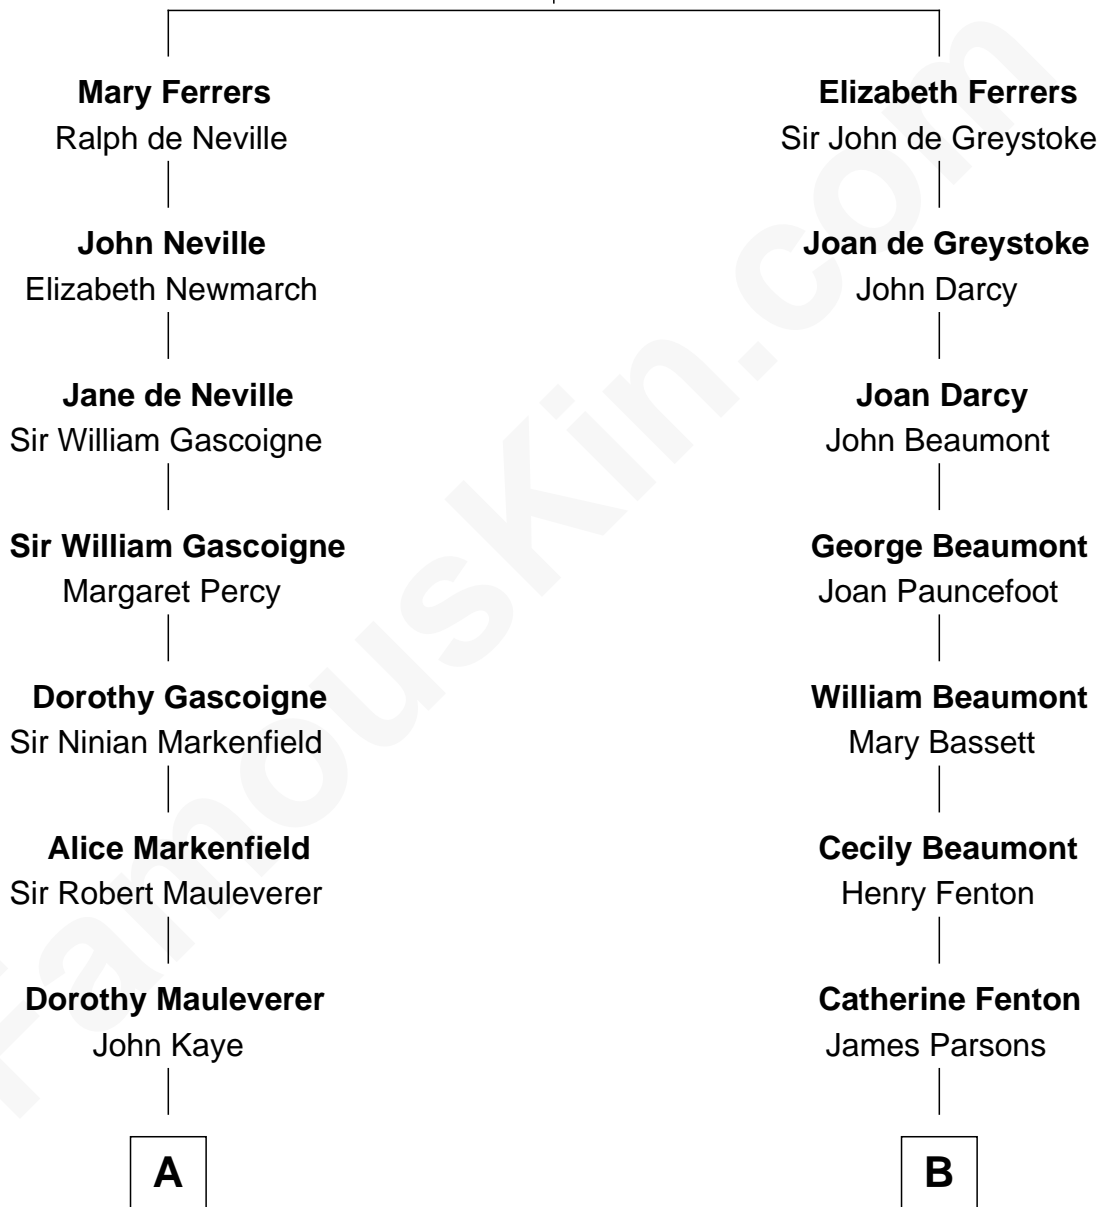 Mary Ferrers
Ralph de Neville
John Neville
Elizabeth Newmarch
Jane de Neville
Sir William Gascoigne
Sir William Gascoigne
Margaret Percy
Dorothy Gascoigne
Sir Ninian Markenfield
Alice Markenfield
Sir Robert Mauleverer
Dorothy Mauleverer
John Kaye
A
Elizabeth Ferrers
Sir John de Greystoke
Joan de Greystoke
John Darcy
Joan Darcy
John Beaumont
George Beaumont
Joan Pauncefoot
William Beaumont
Mary Bassett
Cecily Beaumont
Henry Fenton
Catherine Fenton
James Parsons
B
FamousKin.com